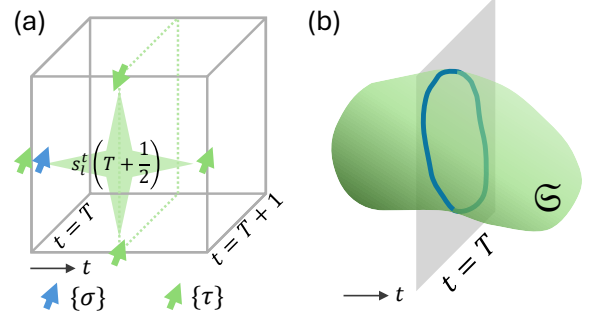 (a)
s_l^t(T + 1/2)
t = T
t = T + 1
t
{σ}
{τ}
(b)
𝔖
t = T
t